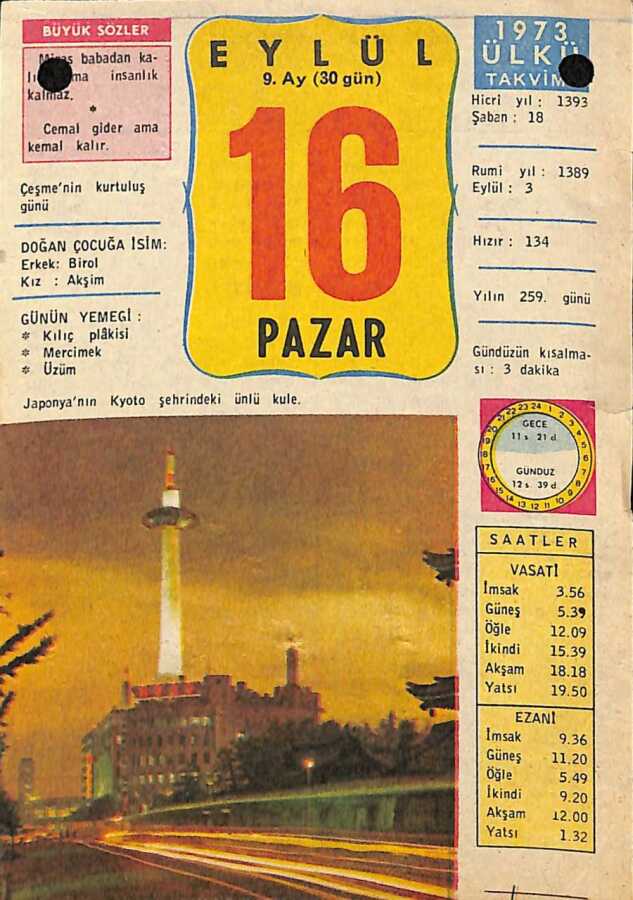 BÜYÜK SÖZLER
babadan ka-
insanlık
kalmaz.
*
Cemal gider ama
kemal kalır.
Çeşme'nin kurtuluş
günü
DOĞAN ÇOCUĞA İSİM:
Erkek: Birol
Kız : Akşim
GÜNÜN YEMEGİ :
* Kılıç plâkisi
* Mercimek
* Üzüm
EYLÜL
9. Ay (30 gün)
16
PAZAR
1973
ÜLKÜ
TAKVİM
Hicri yıl : 1393
Şaban : 18
Rumi yıl : 1389
Eylül : 3
Hızır : 134
Yılın 259. günü
Gündüzün kısalma-
sı : 3 dakika
Japonya'nın Kyoto şehrindeki ünlü kule.
GECE
11 s 21 d
GÜNDÜZ
12 s 39 d
SAATLER
VASATİ
İmsak 3.56
Güneş 5.39
Öğle 12.09
İkindi 15.39
Akşam 18.18
Yatsı 19.50
EZANİ
İmsak 9.36
Güneş 11.20
Öğle 5.49
İkindi 9.20
Akşam 12.00
Yatsı 1.32